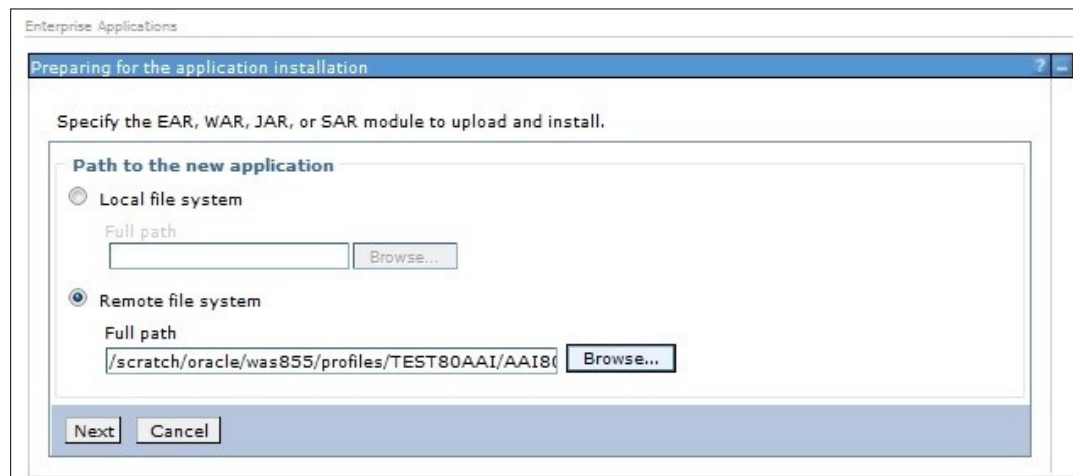 Enterprise Applications
Preparing for the application installation ? –
Specify the EAR, WAR, JAR, or SAR module to upload and install.
Path to the new application
Local file system
Full path
Browse...
Remote file system
Full path
/scratch/oracle/was855/profiles/TEST80AAI/AAI80 Browse...
Next Cancel